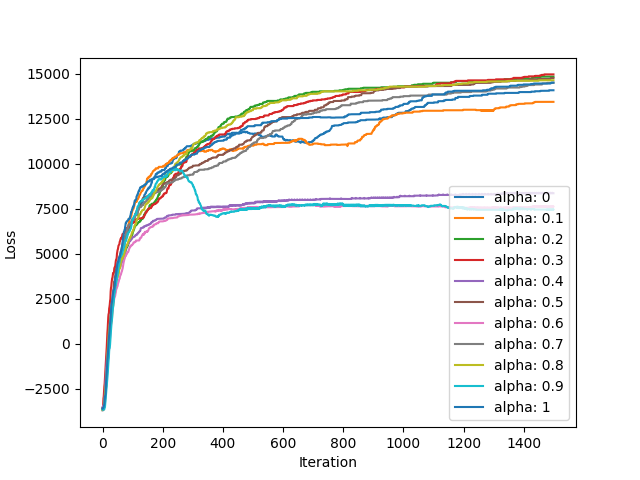 15000
12500
10000
7500
5000
2500
0
−2500
Loss
0
200
400
600
800
1000
1200
1400
Iteration
alpha: 0
alpha: 0.1
alpha: 0.2
alpha: 0.3
alpha: 0.4
alpha: 0.5
alpha: 0.6
alpha: 0.7
alpha: 0.8
alpha: 0.9
alpha: 1